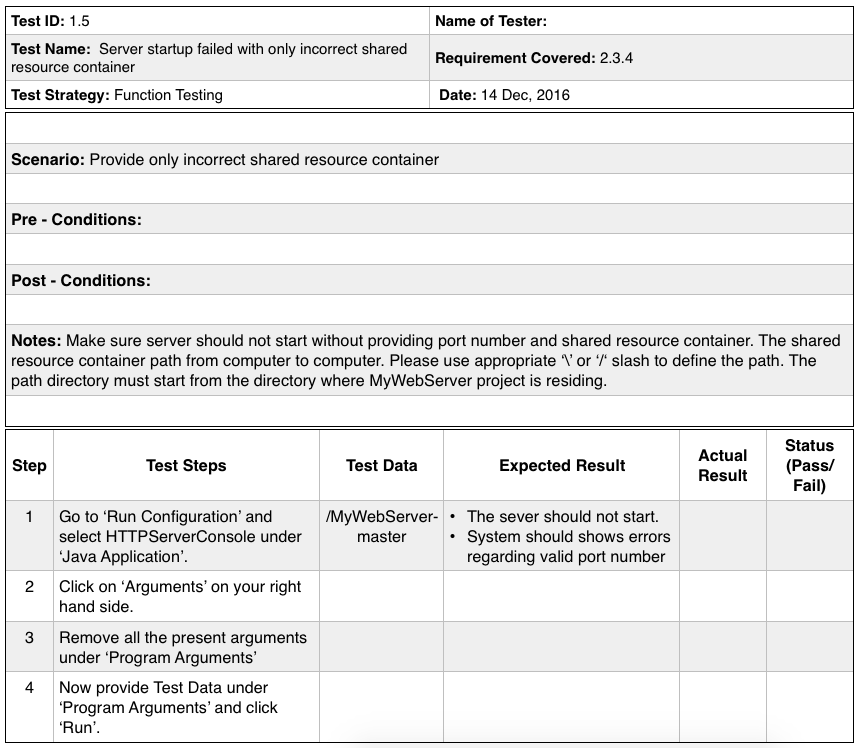 Test ID: 1.5
Name of Tester:
Test Name:  Server startup failed with only incorrect shared
resource container
Requirement Covered: 2.3.4
Test Strategy: Function Testing
Date: 14 Dec, 2016
Scenario: Provide only incorrect shared resource container
Pre - Conditions:
Post - Conditions:
Notes: Make sure server should not start without providing port number and shared resource container. The shared
resource container path from computer to computer. Please use appropriate ‘\’ or ‘/‘ slash to define the path. The
path directory must start from the directory where MyWebServer project is residing.
Step
Test Steps
Test Data
Expected Result
Actual
Result
Status
(Pass/
Fail)
1
Go to ‘Run Configuration’ and
select HTTPServerConsole under
‘Java Application’.
/MyWebServer-
master
• The sever should not start.
• System should shows errors
regarding valid port number
2
Click on ‘Arguments’ on your right
hand side.
3
Remove all the present arguments
under ‘Program Arguments’
4
Now provide Test Data under
‘Program Arguments’ and click
‘Run’.